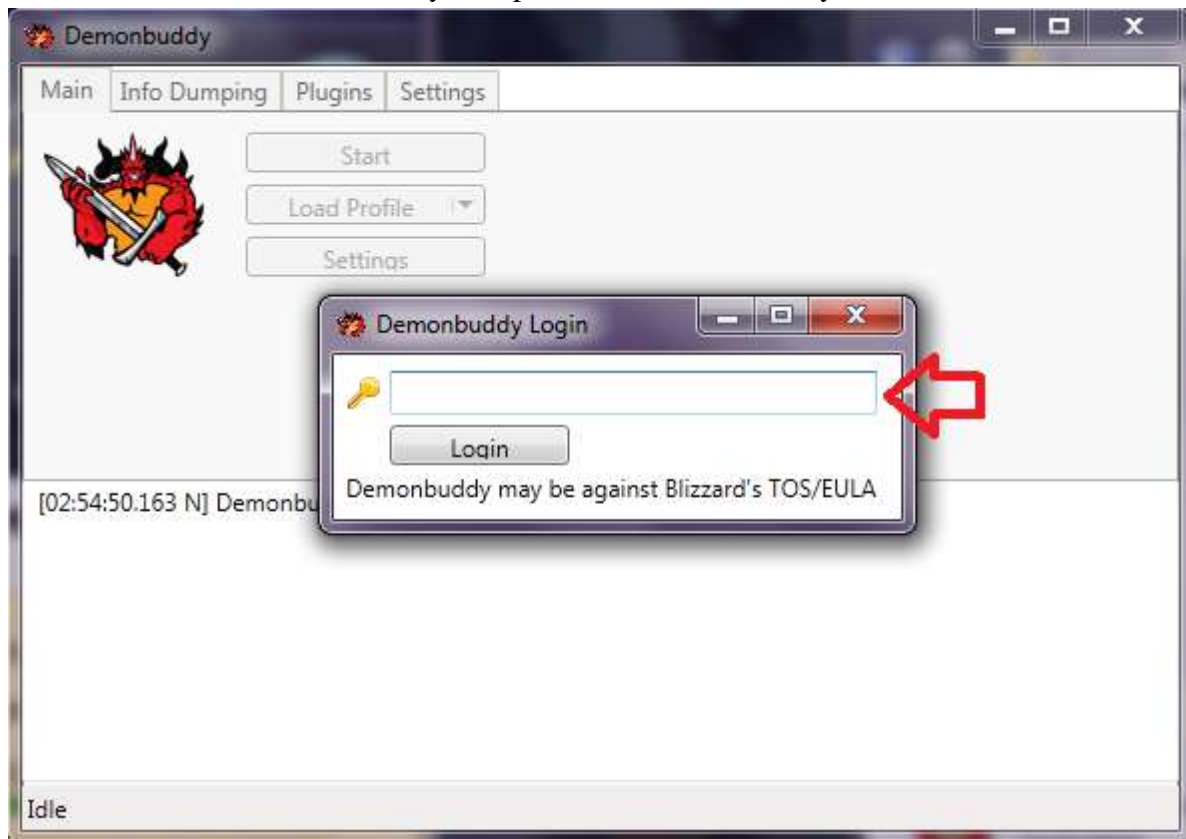 Demonbuddy
Main Info Dumping Plugins Settings
Start
Load Profile
Settings
Demonbuddy Login
Login
Demonbuddy may be against Blizzard's TOS/EULA
[02:54:50.163 N] Demonbu
Idle